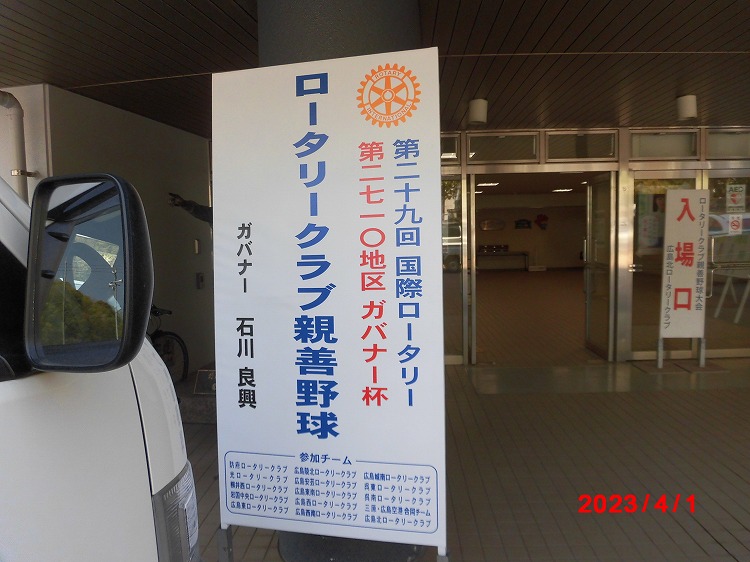 ROTARY
INTERNATIONAL
第二十九回 国際ロータリー
第二七一〇地区 ガバナー杯
ロータリークラブ親善野球
ガバナー 石川 良興
参加チーム
防府ロータリークラブ
光ロータリークラブ
柳井西ロータリークラブ
岩国中央ロータリークラブ
広島東ロータリークラブ
広島陵北ロータリークラブ
広島安芸ロータリークラブ
広島東南ロータリークラブ
広島西ロータリークラブ
広島西南ロータリークラブ
広島城南ロータリークラブ
呉東ロータリークラブ
呉南ロータリークラブ
三原・広島空港 合同チーム
広島北ロータリークラブ
ロータリークラブ親善野球大会
入場口
広島北ロータリークラブ
AED
2023/4/1